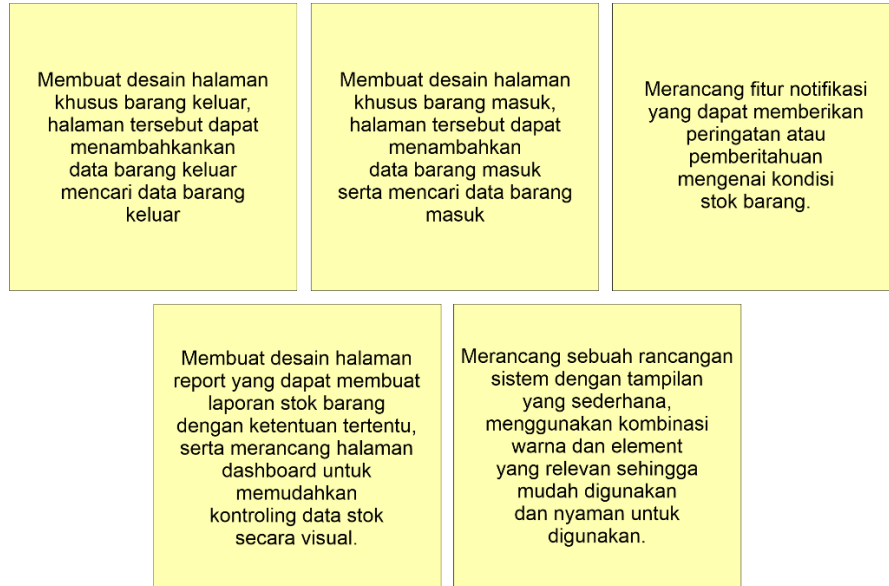 Membuat desain halaman
khusus barang keluar,
halaman tersebut dapat
menambahkankan
data barang keluar
mencari data barang
keluar
Membuat desain halaman
khusus barang masuk,
halaman tersebut dapat
menambahkan
data barang masuk
serta mencari data barang
masuk
Merancang fitur notifikasi
yang dapat memberikan
peringatan atau
pemberitahuan
mengenai kondisi
stok barang.
Membuat desain halaman
report yang dapat membuat
laporan stok barang
dengan ketentuan tertentu,
serta merancang halaman
dashboard untuk
memudahkan
kontroling data stok
secara visual.
Merancang sebuah rancangan
sistem dengan tampilan
yang sederhana,
menggunakan kombinasi
warna dan element
yang relevan sehingga
mudah digunakan
dan nyaman untuk
digunakan.